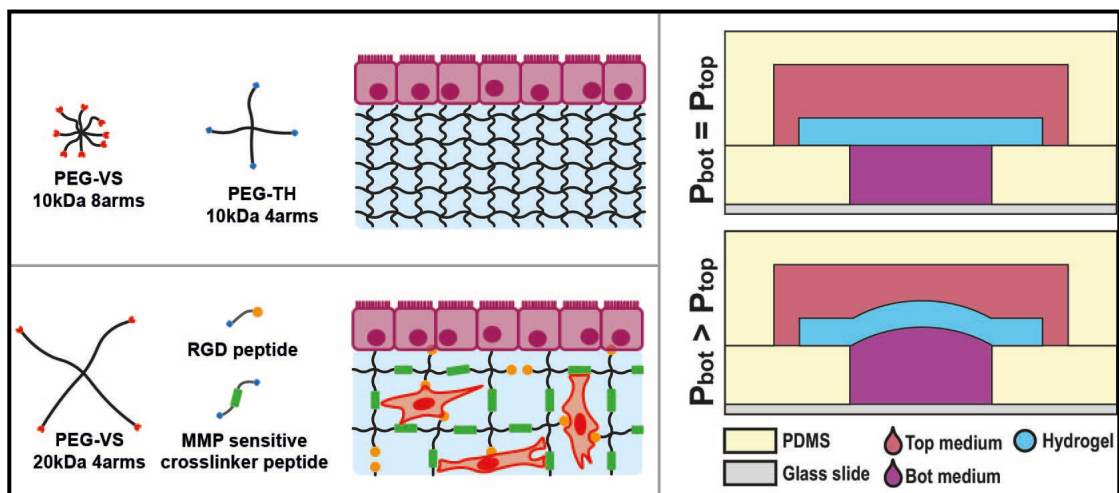 PEG-VS
10kDa 8arms
PEG-TH
10kDa 4arms
PEG-VS
20kDa 4arms
RGD peptide
MMP sensitive
crosslinker peptide
Pbot = Ptop
Pbot > Ptop
PDMS
Top medium
Hydrogel
Glass slide
Bot medium